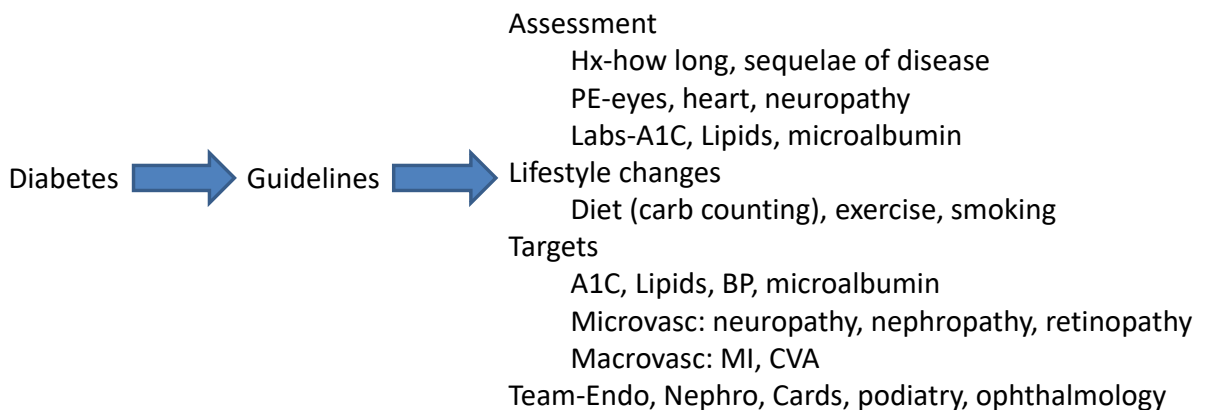 Assessment
Hx-how long, sequelae of disease
PE-eyes, heart, neuropathy
Labs-A1C, Lipids, microalbumin
Diabetes Guidelines Lifestyle changes
Diet (carb counting), exercise, smoking
Targets
A1C, Lipids, BP, microalbumin
Microvasc: neuropathy, nephropathy, retinopathy
Macrovasc: MI, CVA
Team-Endo, Nephro, Cards, podiatry, ophthalmology